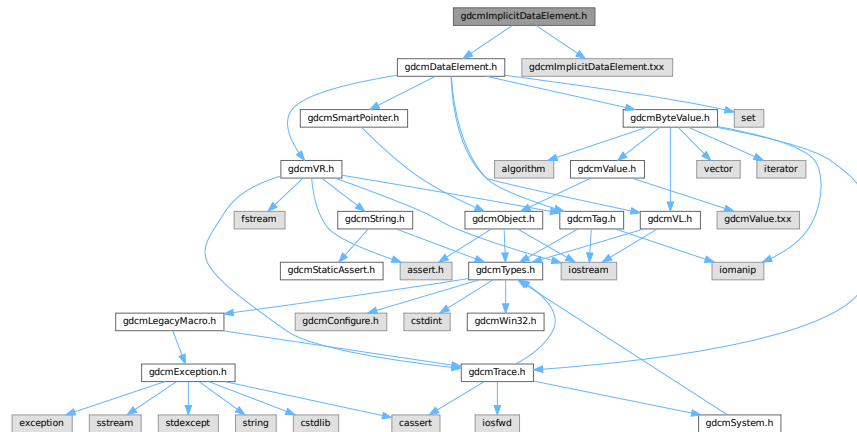 gdcmImplicitDataElement.h
gdcmDataElement.h
gdcmImplicitDataElement.txx
gdcmSmartPointer.h
gdcmByteValue.h
set
gdcmVR.h
algorithm
gdcmValue.h
vector
iterator
fstream
gdcmString.h
gdcmObject.h
gdcmTag.h
gdcmVL.h
gdcmValue.txx
gdcmStaticAssert.h
assert.h
gdcmTypes.h
iostream
iomanip
gdcmLegacyMacro.h
gdcmConfigure.h
cstdint
gdcmWin32.h
gdcmException.h
gdcmTrace.h
exception
sstream
stdexcept
string
cstdlib
cassert
iosfwd
gdcmSystem.h